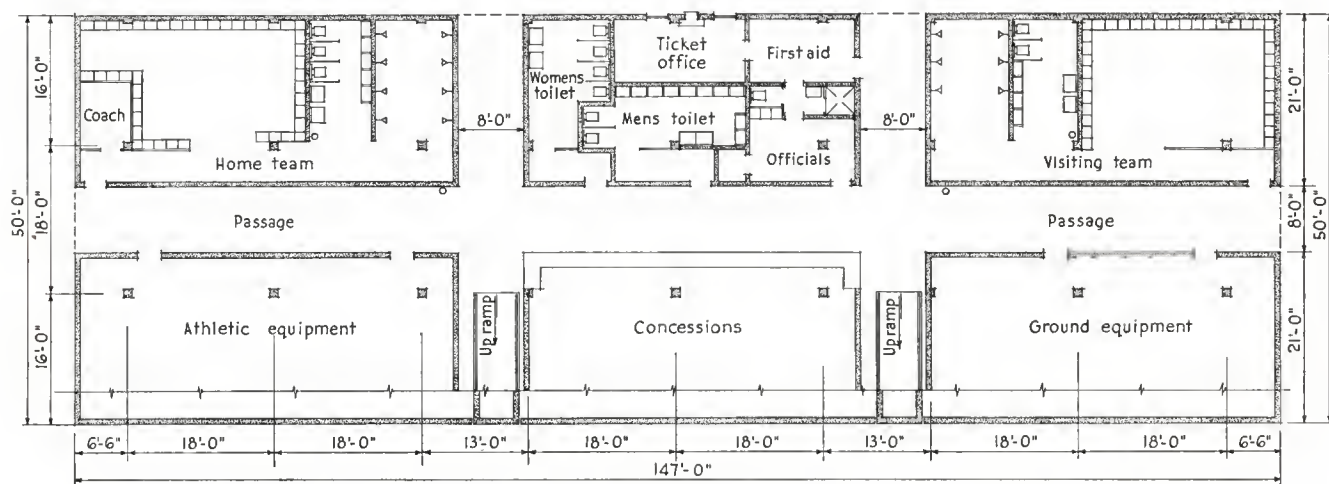 Ticket office
First aid
Womens toilet
Coach
Mens toilet
8'-0"
8'-0"
Home team
Officials
Visiting team
16'-0"
50'-0"
18'-0"
16'-0"
21'-0"
8'-0"
50'-0"
21'-0"
Passage
Passage
Athletic equipment
Up ramp
Concessions
Up ramp
Ground equipment
6'-6"
18'-0"
18'-0"
13'-0"
18'-0"
18'-0"
13'-0"
18'-0"
18'-0"
6'-6"
147'-0"